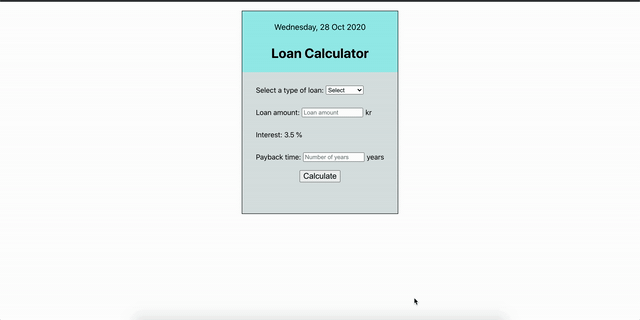 Wednesday, 28 Oct 2020
Loan Calculator
Select a type of loan: Select
Loan amount: Loan amount kr
Interest: 3.5 %
Payback time: Number of years years
Calculate